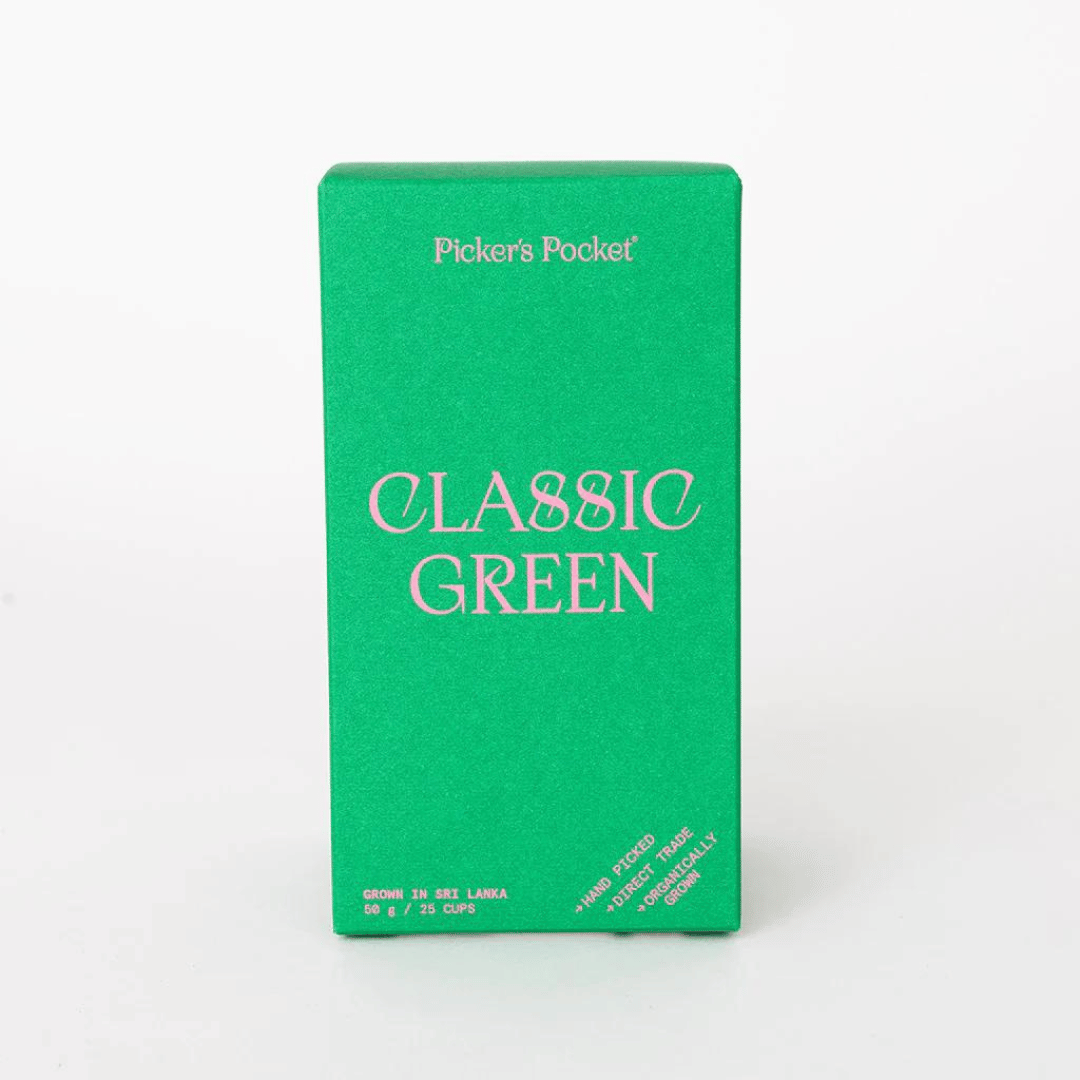 Picker's Pocket®
CLASSIC
GREEN
GROWN IN SRI LANKA
50 g / 25 CUPS
→HAND PICKED
→DIRECT TRADE
→ORGANICALLY
GROWN